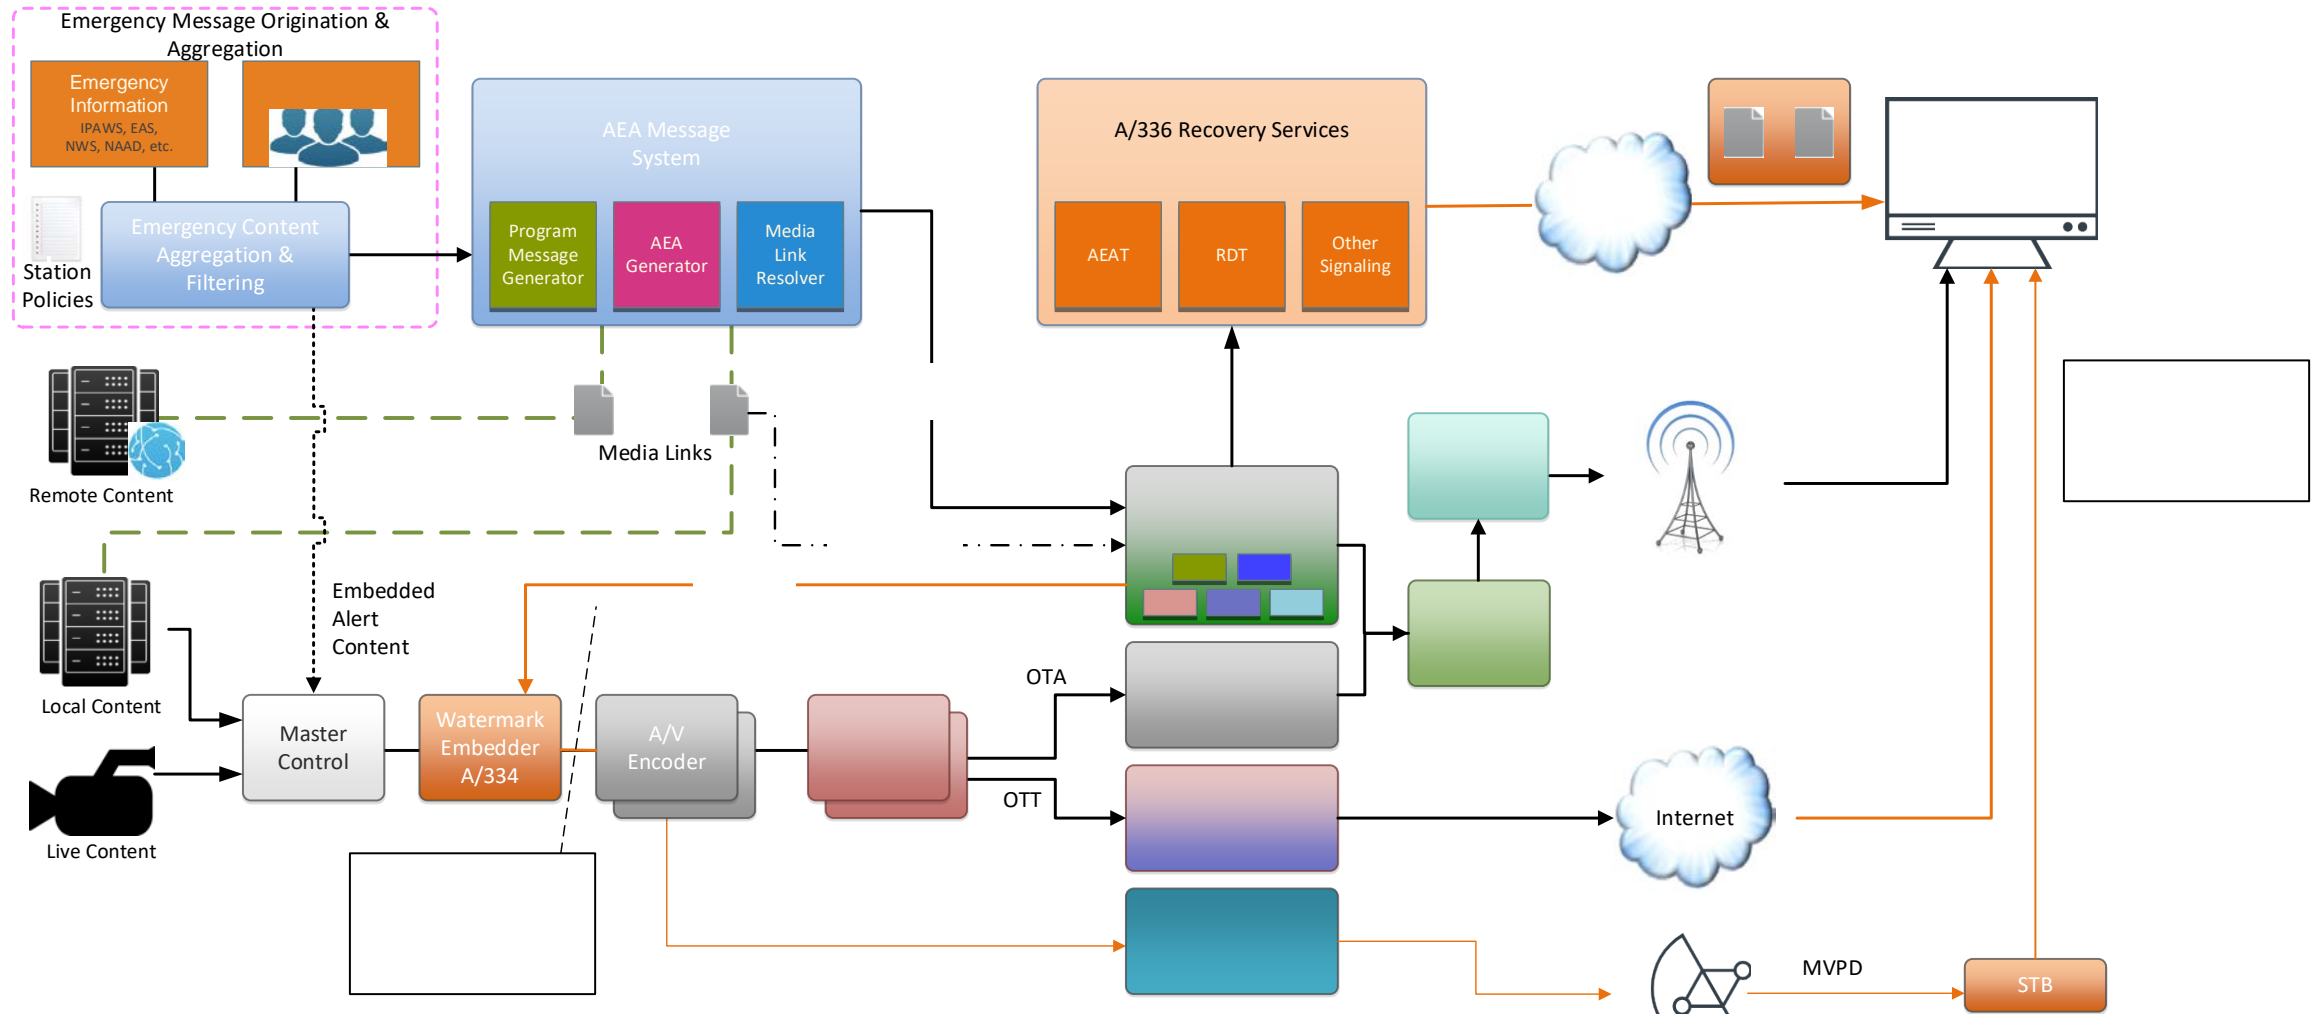 Emergency Message Origination &
Aggregation
Emergency
Information
IPAWS, EAS,
NWS, NAAD, etc.
Station
Policies
Emergency Content
Aggregation &
Filtering
AEA Message
System
Program
Message
Generator
AEA
Generator
Media
Link
Resolver
A/336 Recovery Services
AEAT
RDT
Other
Signaling
Remote Content
Media Links
Embedded
Alert
Content
Local Content
Live Content
Master
Control
Watermark
Embedder
A/334
A/V
Encoder
OTA
OTT
Internet
MVPD
STB